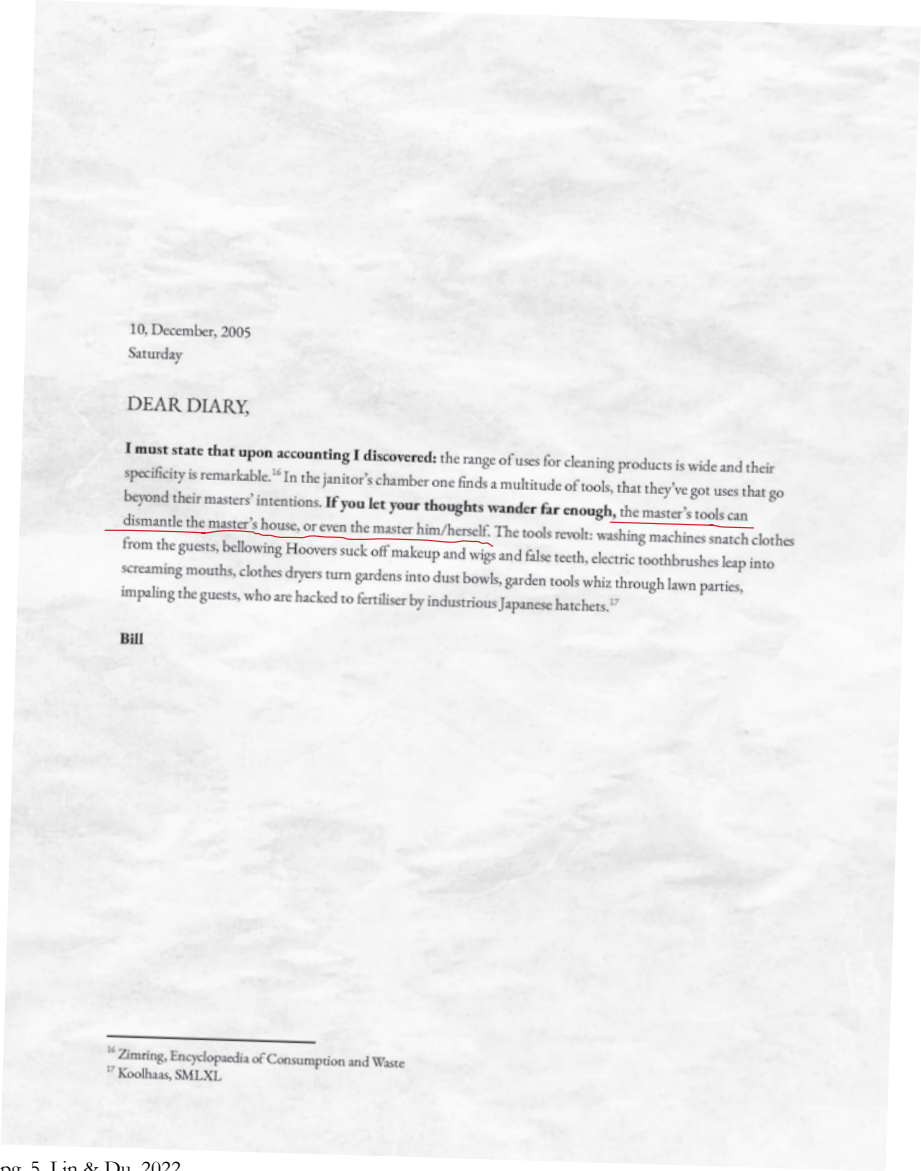 10, December, 2005
Saturday
DEAR DIARY,
I must state that upon accounting I discovered: the range of uses for cleaning products is wide and their
specificity is remarkable.¹⁶ In the janitor's chamber one finds a multitude of tools, that they've got uses that go
beyond their masters' intentions. If you let your thoughts wander far enough, the master's tools can
dismantle the master's house, or even the master him/herself. The tools revolt: washing machines snatch clothes
from the guests, bellowing Hoovers suck off makeup and wigs and false teeth, electric toothbrushes leap into
screaming mouths, clothes dryers turn gardens into dust bowls, garden tools whiz through lawn parties,
impaling the guests, who are hacked to fertiliser by industrious Japanese hatchets.¹⁷
Bill
¹⁶ Zimring, Encyclopaedia of Consumption and Waste
¹⁷ Koolhaas, SMLXL
pg. 5, Lin & Du, 2022